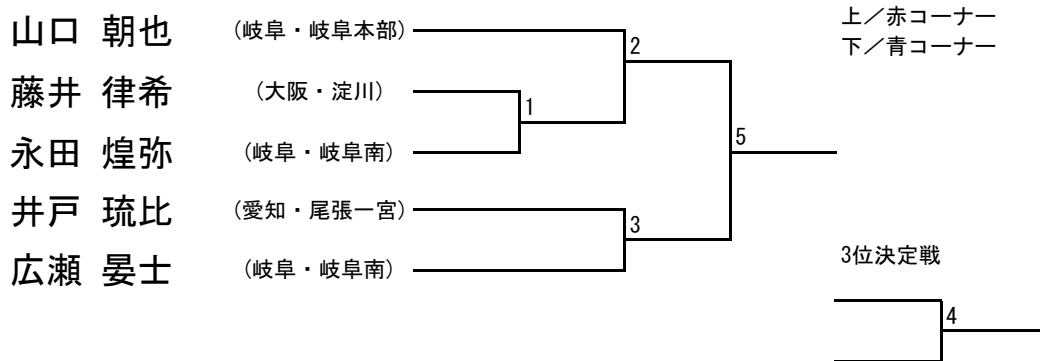 上／赤コーナー
下／青コーナー
山口 朝也 (岐阜・岐阜本部)
2
藤井 律希 (大阪・淀川)
1
5
永田 煌弥 (岐阜・岐阜南)
井戸 琉比 (愛知・尾張一宮)
3
広瀬 晏士 (岐阜・岐阜南)
3位決定戦
4